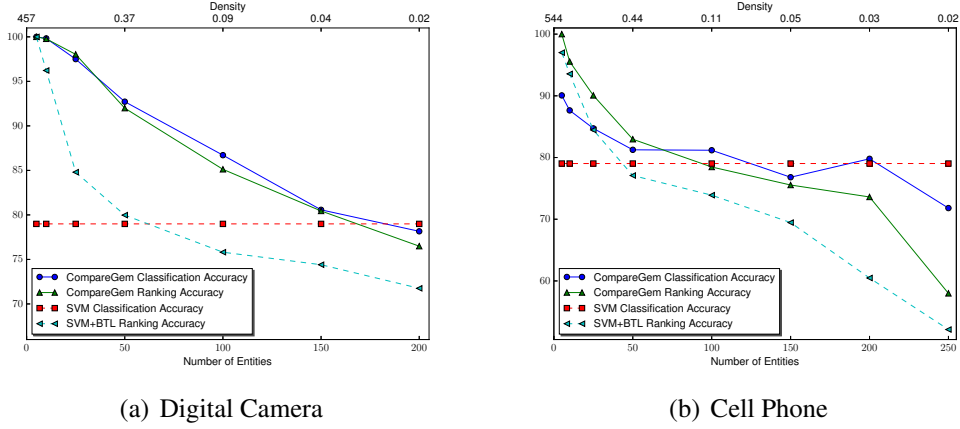 Density
457 0.37 0.09 0.04 0.02
100
95
90
85
80
75
70
CompareGem Classification Accuracy
CompareGem Ranking Accuracy
SVM Classification Accuracy
SVM+BTL Ranking Accuracy
0 50 100 150 200
Number of Entities
(a) Digital Camera
Density
544 0.44 0.11 0.05 0.03 0.02
100
90
80
70
60
CompareGem Classification Accuracy
CompareGem Ranking Accuracy
SVM Classification Accuracy
SVM+BTL Ranking Accuracy
0 50 100 150 200 250
Number of Entities
(b) Cell Phone